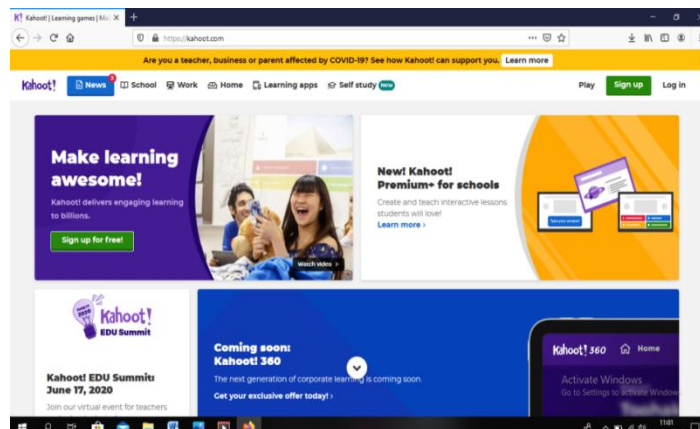 Kahoot! | Learning games | Ma
https://kahoot.com
Are you a teacher, business or parent affected by COVID-19? See how Kahoot! can support you. Learn more
Kahoot! News School Work Home Learning apps Self study New Play Sign up Log in
Make learning
awesome!
Kahoot! delivers engaging learning
to billions.
Sign up for free!
Watch video
New! Kahoot!
Premium+ for schools
Create and teach interactive lessons
students will love!
Learn more ›
Kahoot!
EDU Summit
Kahoot! EDU Summit:
June 17, 2020
Join our virtual event for teachers
Coming soon:
Kahoot! 360
The next generation of corporate learning is coming soon.
Get your exclusive offer today! ›
Kahoot! 360 Home
Activate Windows
Go to Settings to activate Windows